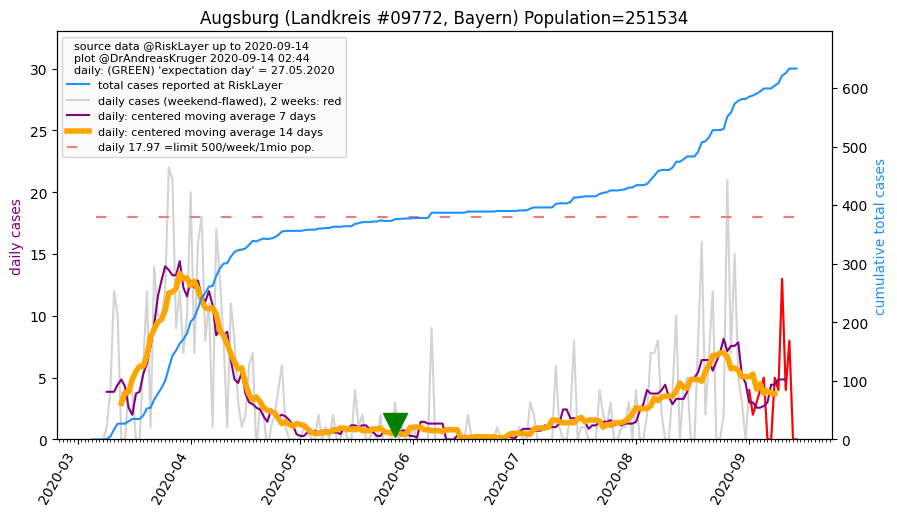 Augsburg (Landkreis #09772, Bayern) Population=251534
source data @RiskLayer up to 2020-09-14
plot @DrAndreasKruger 2020-09-14 02:44
daily: (GREEN) 'expectation day' = 27.05.2020
total cases reported at RiskLayer
daily cases (weekend-flawed), 2 weeks: red
daily: centered moving average 7 days
daily: centered moving average 14 days
daily 17.97 =limit 500/week/1mio pop.
daily cases
30
25
20
15
10
5
0
cumulative total cases
600
500
400
300
200
100
0
2020-03
2020-04
2020-05
2020-06
2020-07
2020-08
2020-09